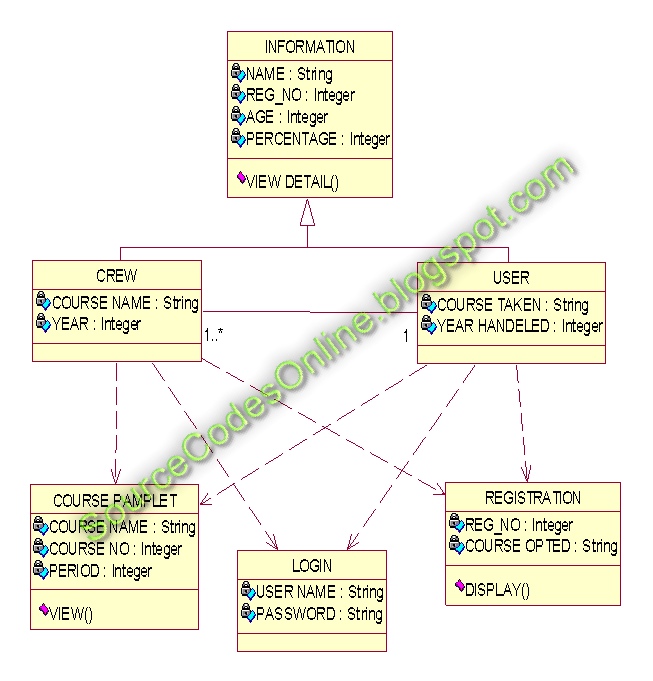 INFORMATION
NAME : String
REG_NO : Integer
AGE : Integer
PERCENTAGE : Integer
VIEW DETAIL()
CREW
COURSE NAME : String
YEAR : Integer
USER
COURSE TAKEN : String
YEAR HANDELED : Integer
1..*
1
COURSE PAMPLET
COURSE NAME : String
COURSE NO : Integer
PERIOD : Integer
VIEW()
LOGIN
USER NAME : String
PASSWORD : String
REGISTRATION
REG_NO : Integer
COURSE OPTED : String
DISPLAY()
SourceCodesOnline.blogspot.com